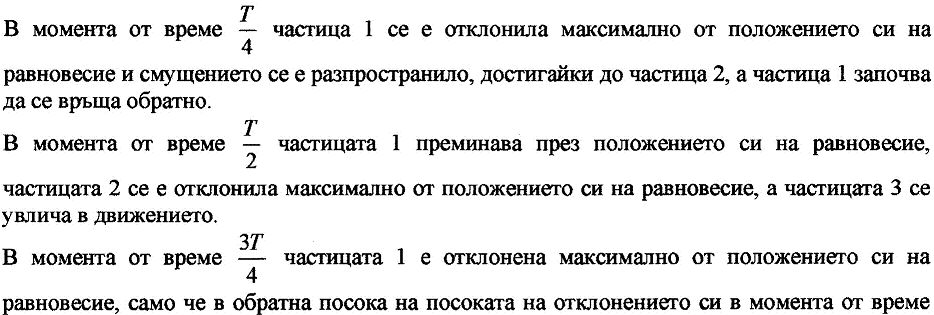 В момента от време T/4 частица 1 се е отклонила максимално от положението си на
равновесие и смущението се е разпространило, достигайки до частица 2, а частица 1 започва
да се връща обратно.
В момента от време T/2 частицата 1 преминава през положението си на равновесие,
частицата 2 се е отклонила максимално от положението си на равновесие, а частицата 3 се
увлича в движението.
В момента от време 3T/4 частицата 1 е отклонена максимално от положението си на
равновесие, само че в обратна посока на посоката на отклонението си в момента от време